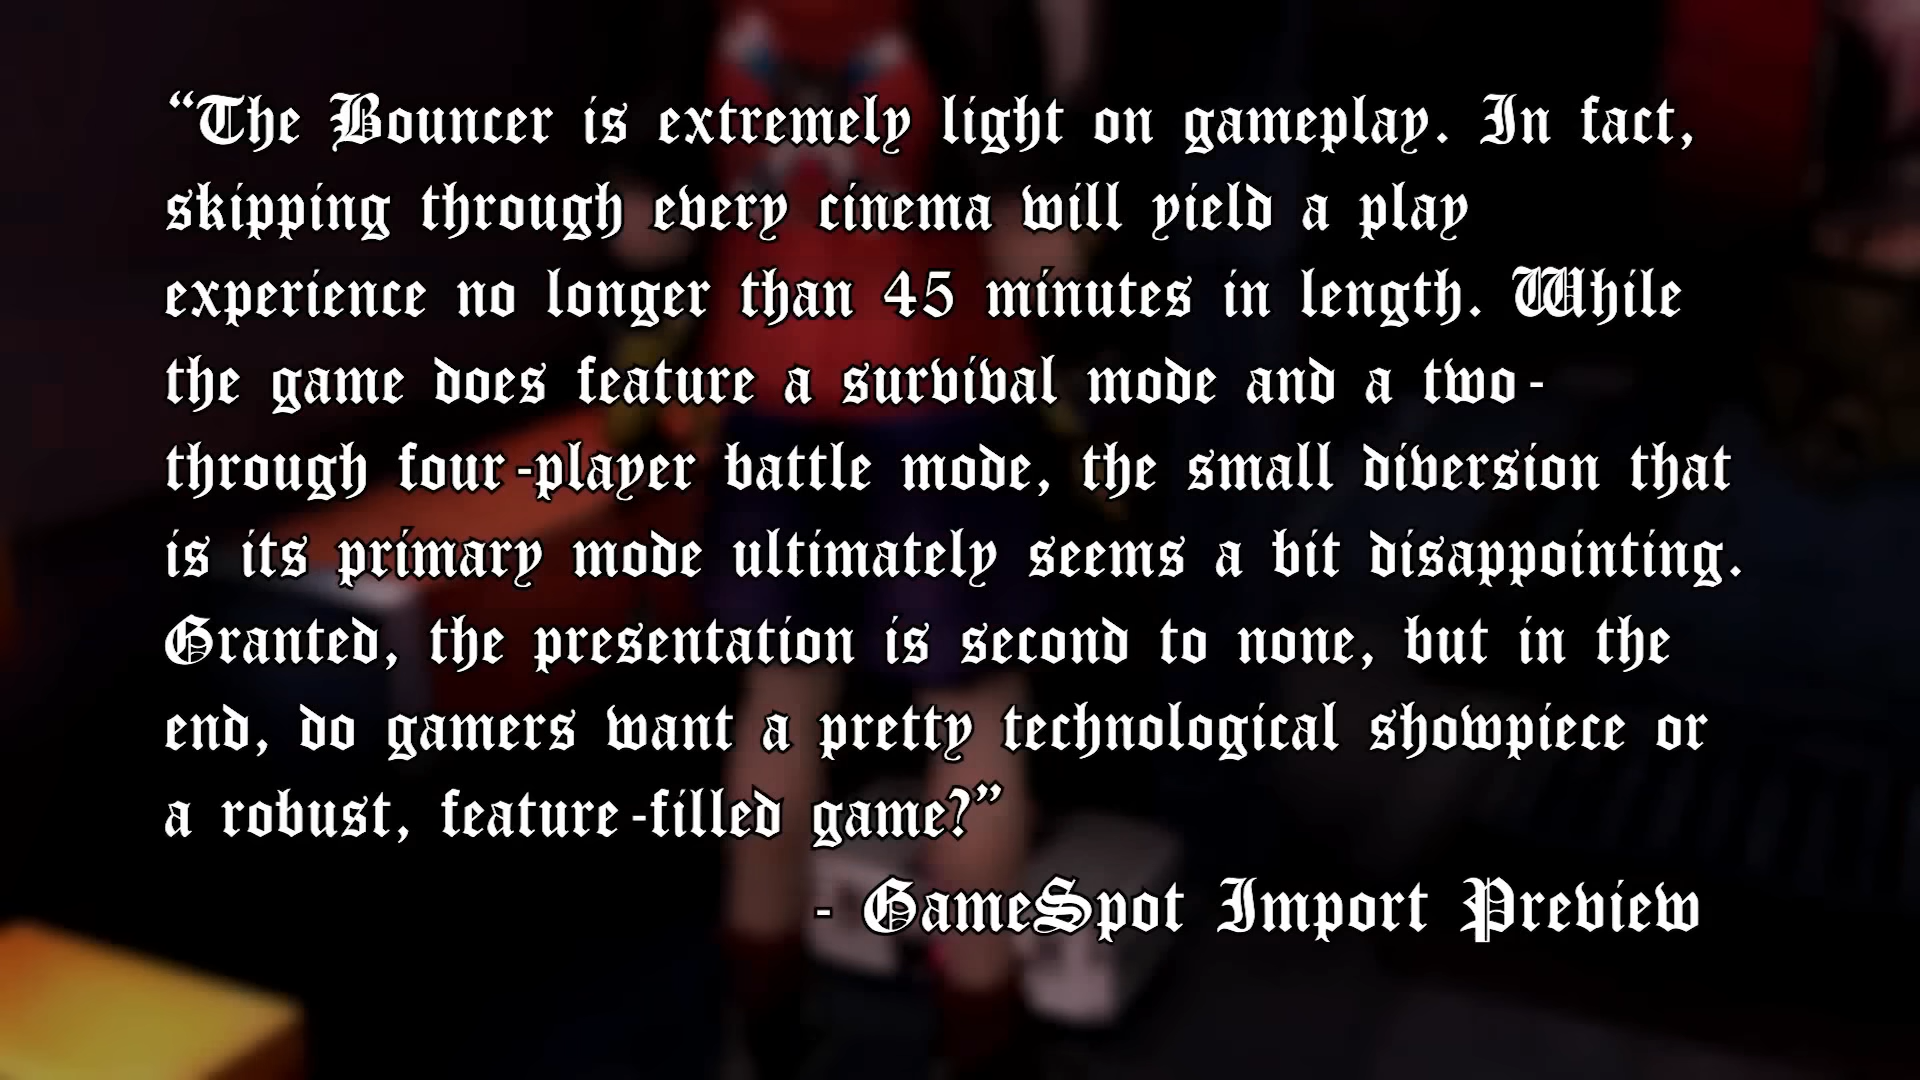 “The Bouncer is extremely light on gameplay. In fact,
skipping through every cinema will yield a play
experience no longer than 45 minutes in length. While
the game does feature a survival mode and a two-
through four-player battle mode, the small diversion that
is its primary mode ultimately seems a bit disappointing.
Granted, the presentation is second to none, but in the
end, do gamers want a pretty technological showpiece or
a robust, feature-filled game?”
- GameSpot Import Preview